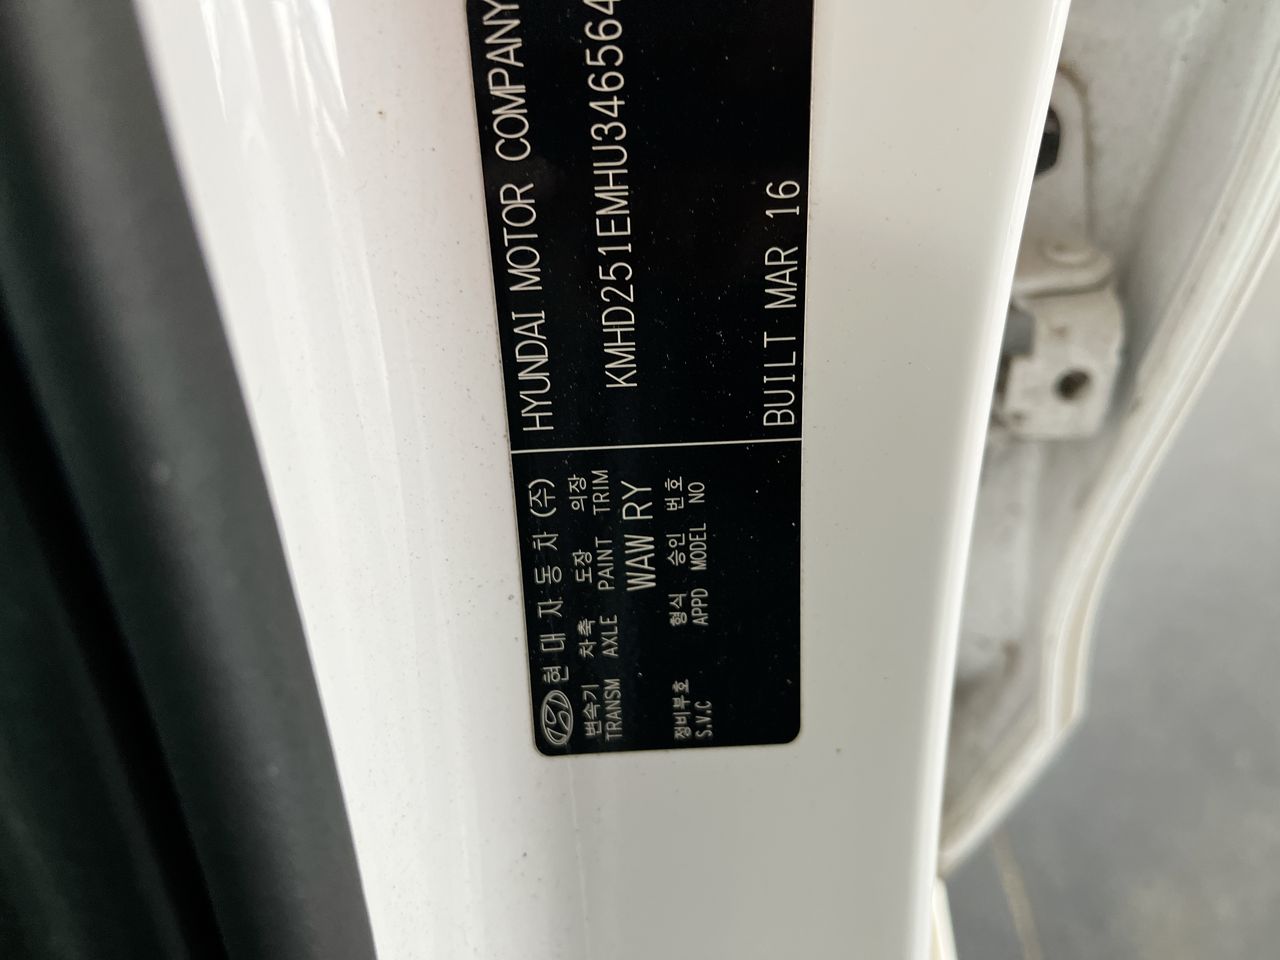 현 대 자 동 차 (주)
변속기 차축 도장 의장
TRANSM AXLE PAINT TRIM
WAW RY
정비부호 형식 승인 번호
S.V.C APPD MODEL NO
HYUNDAI MOTOR COMPANY
KMHD251EMHU346564
BUILT MAR 16